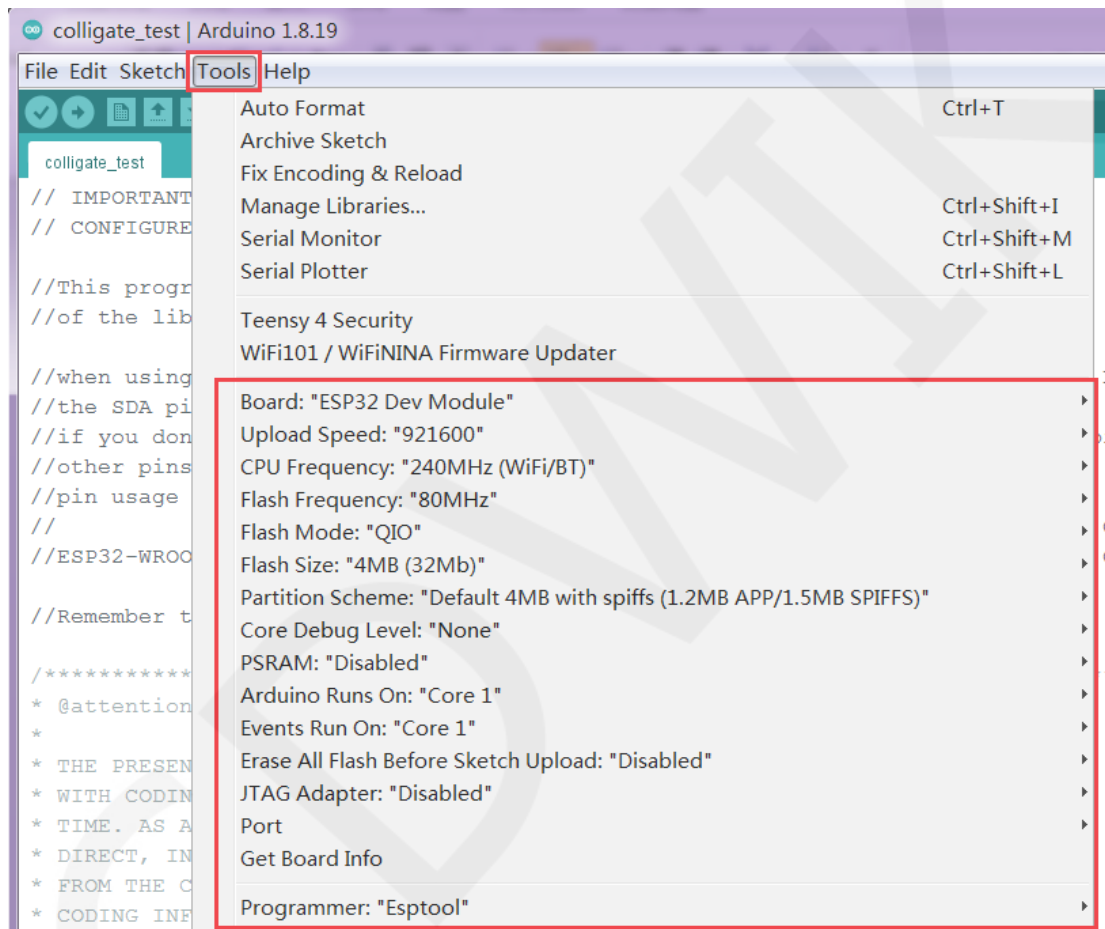 colligate_test | Arduino 1.8.19
File Edit Sketch Tools Help
Auto Format Ctrl+T
Archive Sketch
Fix Encoding & Reload
Manage Libraries... Ctrl+Shift+I
Serial Monitor Ctrl+Shift+M
Serial Plotter Ctrl+Shift+L
Teensy 4 Security
WiFi101 / WiFiNINA Firmware Updater
Board: "ESP32 Dev Module"
Upload Speed: "921600"
CPU Frequency: "240MHz (WiFi/BT)"
Flash Frequency: "80MHz"
Flash Mode: "QIO"
Flash Size: "4MB (32Mb)"
Partition Scheme: "Default 4MB with spiffs (1.2MB APP/1.5MB SPIFFS)"
Core Debug Level: "None"
PSRAM: "Disabled"
Arduino Runs On: "Core 1"
Events Run On: "Core 1"
Erase All Flash Before Sketch Upload: "Disabled"
JTAG Adapter: "Disabled"
Port
Get Board Info
Programmer: "Esptool"
colligate_test
// IMPORTANT
// CONFIGURE
//This progr
//of the lib
//when using
//the SDA pi
//if you don
//other pins
//pin usage
//
//ESP32-WROO
//Remember t
/***********
* @attention
*
* THE PRESEN
* WITH CODIN
* TIME. AS A
* DIRECT, IN
* FROM THE C
* CODING INF